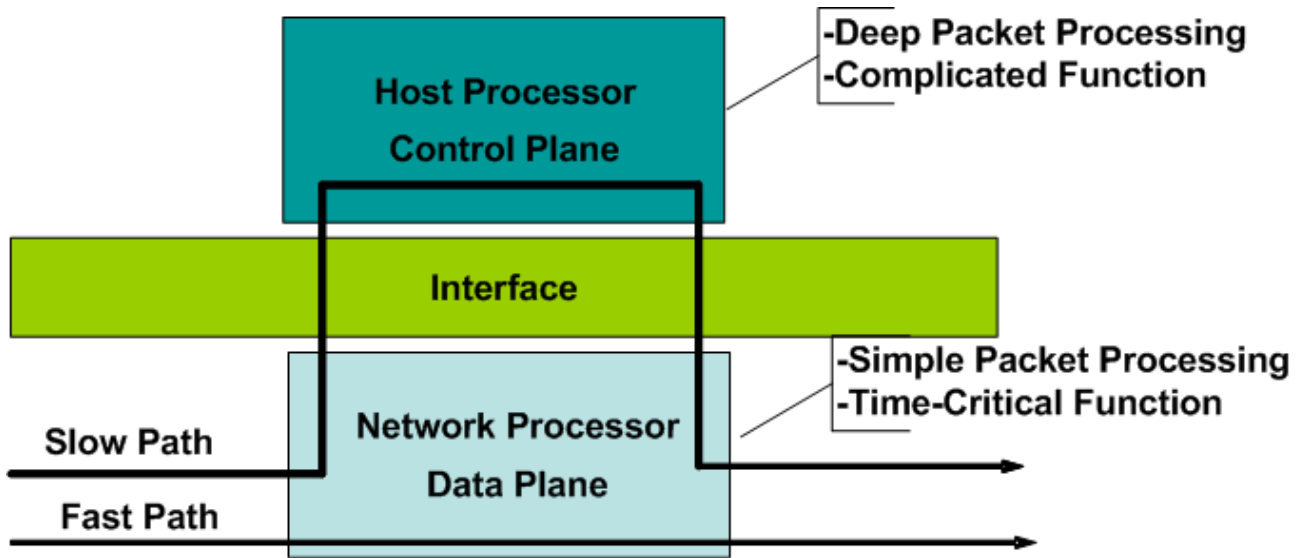 Host Processor
Control Plane
-Deep Packet Processing
-Complicated Function
Interface
-Simple Packet Processing
-Time-Critical Function
Network Processor
Data Plane
Slow Path
Fast Path